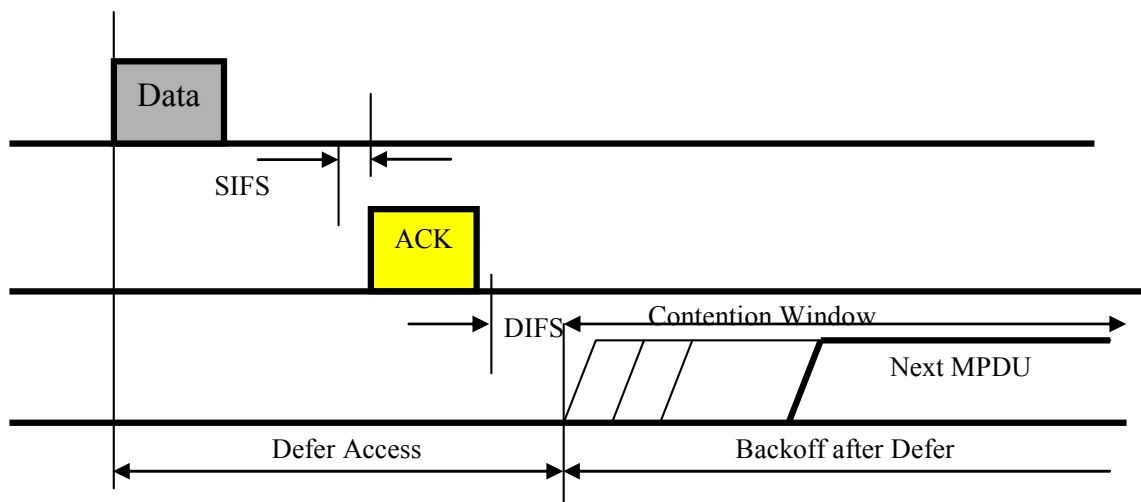 Data
SIFS
ACK
DIFS
Contention Window
Next MPDU
Defer Access
Backoff after Defer